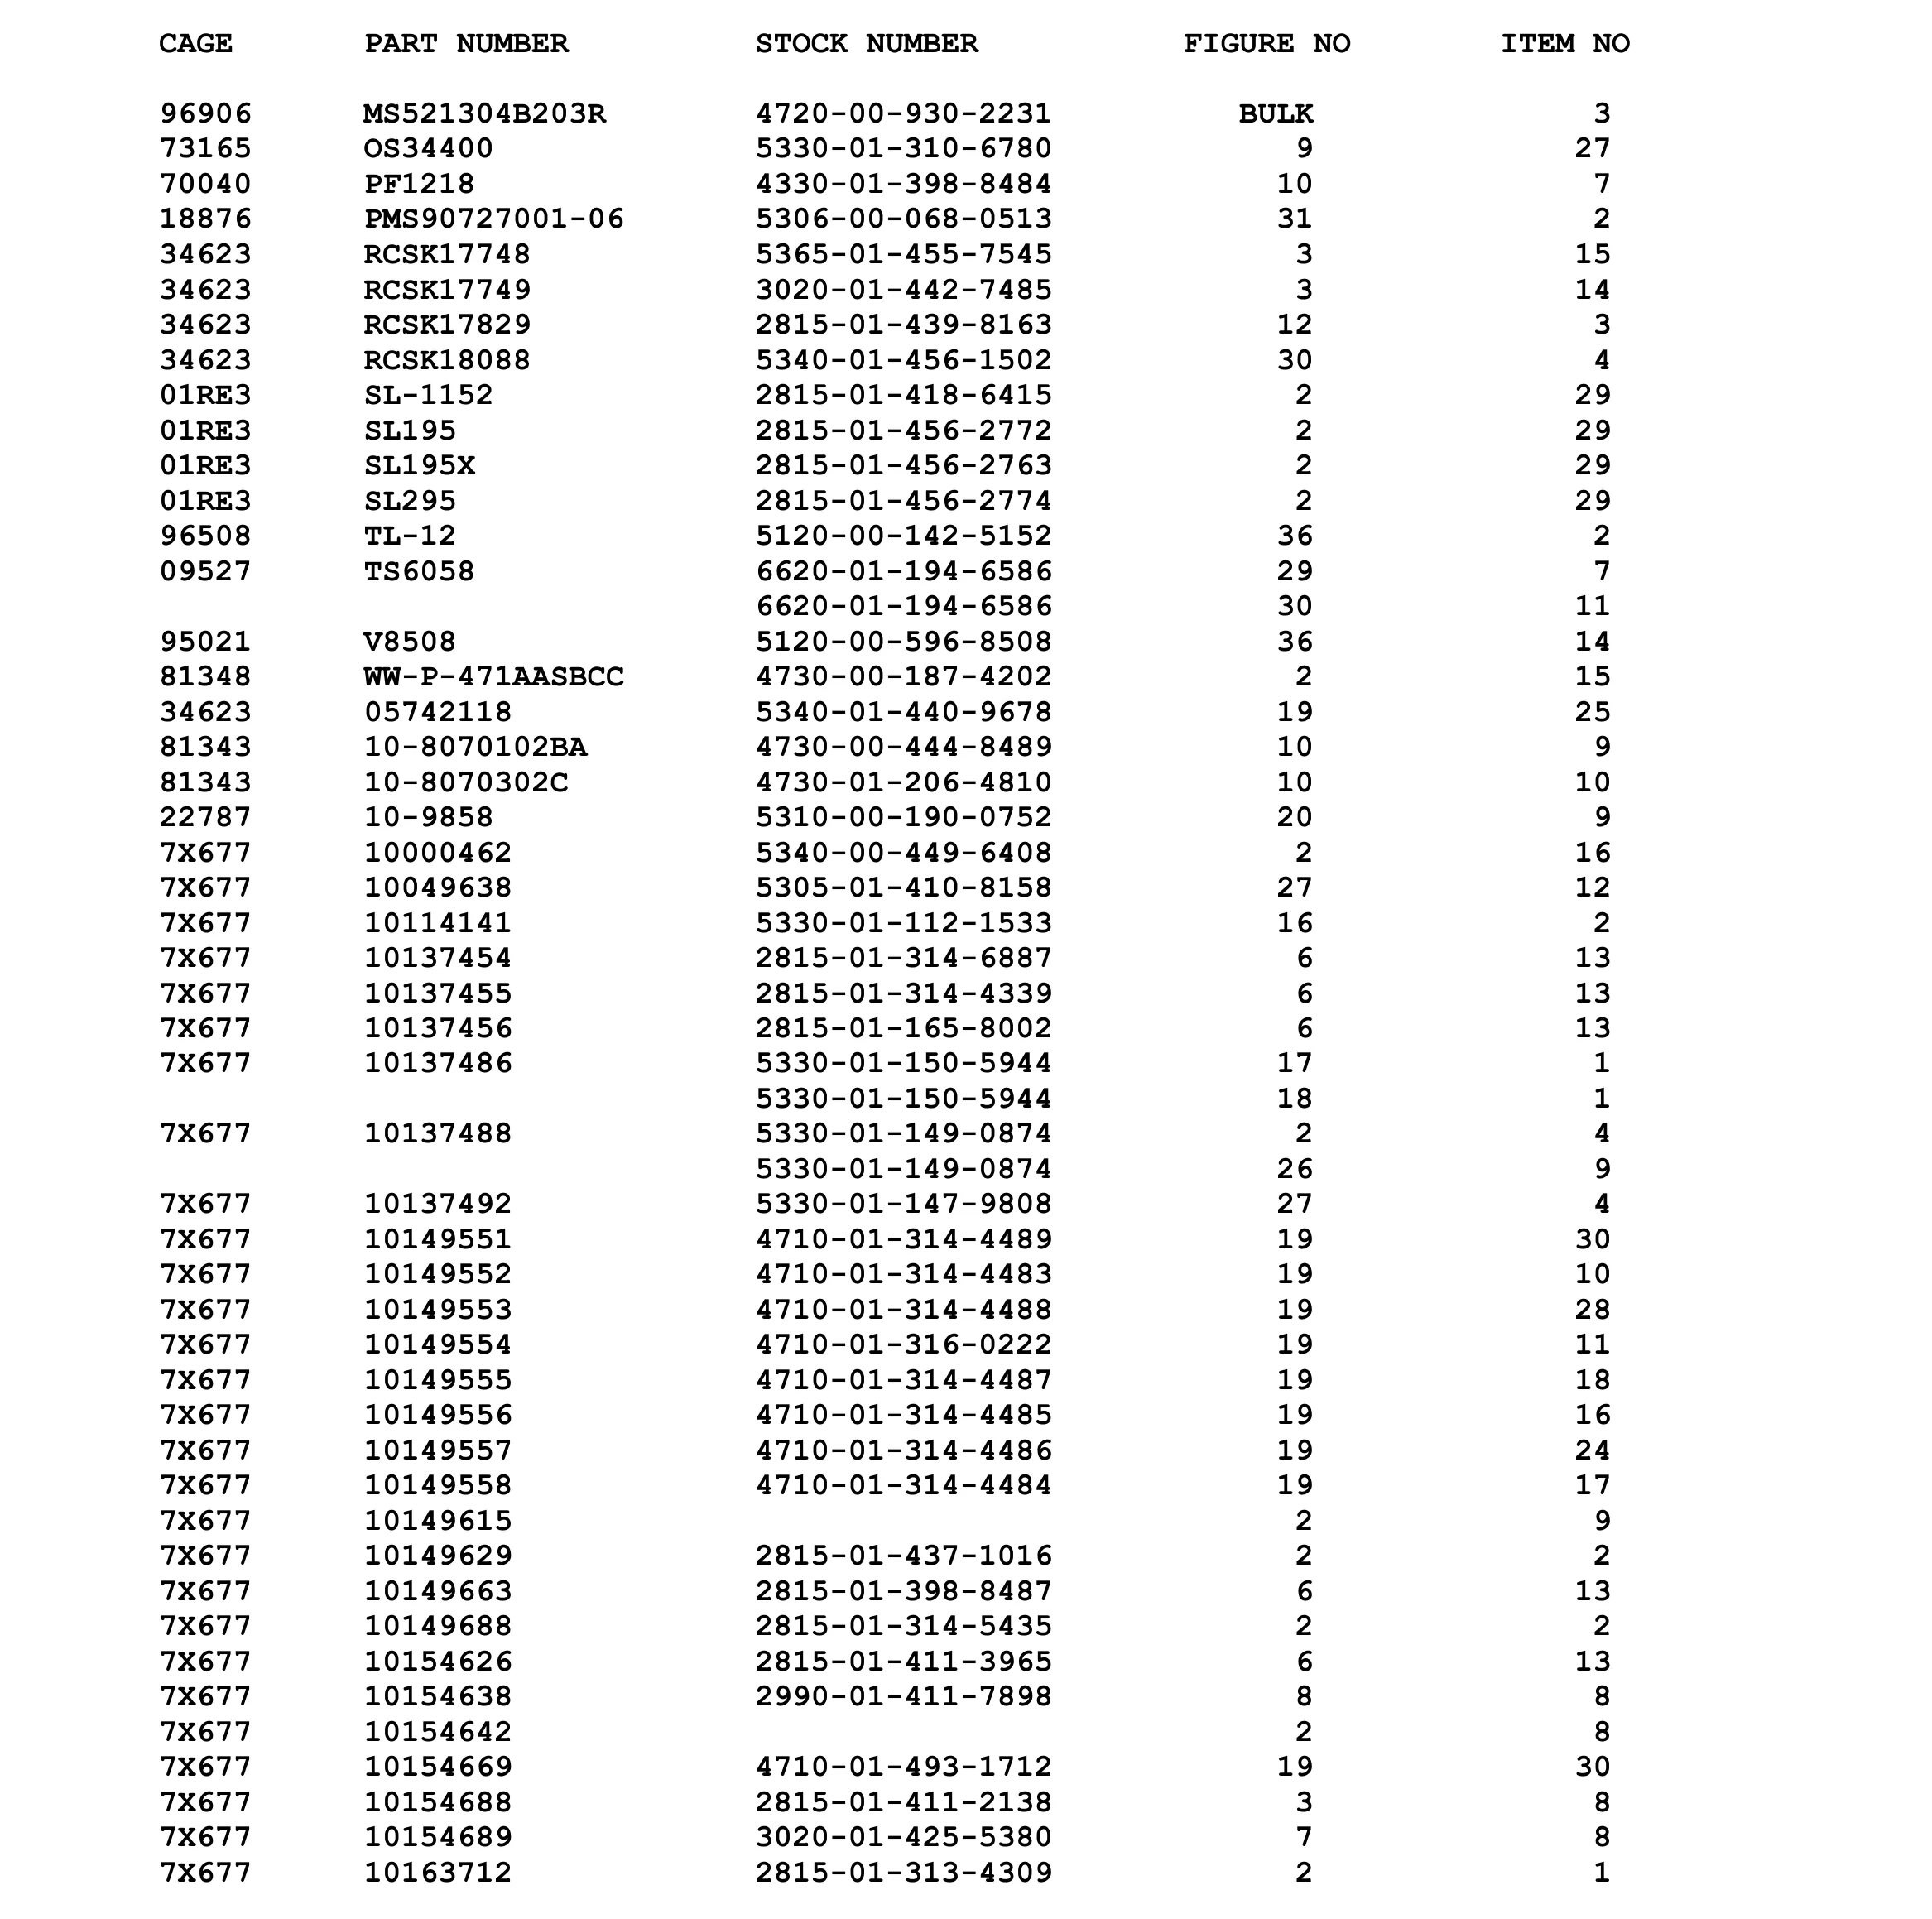 CAGE PART NUMBER STOCK NUMBER FIGURE NO ITEM NO
96906 MS521304B203R 4720-00-930-2231 BULK 3
73165 OS34400 5330-01-310-6780 9 27
70040 PF1218 4330-01-398-8484 10 7
18876 PMS90727001-06 5306-00-068-0513 31 2
34623 RCSK17748 5365-01-455-7545 3 15
34623 RCSK17749 3020-01-442-7485 3 14
34623 RCSK17829 2815-01-439-8163 12 3
34623 RCSK18088 5340-01-456-1502 30 4
01RE3 SL-1152 2815-01-418-6415 2 29
01RE3 SL195 2815-01-456-2772 2 29
01RE3 SL195X 2815-01-456-2763 2 29
01RE3 SL295 2815-01-456-2774 2 29
96508 TL-12 5120-00-142-5152 36 2
09527 TS6058 6620-01-194-6586 29 7
6620-01-194-6586 30 11
95021 V8508 5120-00-596-8508 36 14
81348 WW-P-471AASBCC 4730-00-187-4202 2 15
34623 05742118 5340-01-440-9678 19 25
81343 10-8070102BA 4730-00-444-8489 10 9
81343 10-8070302C 4730-01-206-4810 10 10
22787 10-9858 5310-00-190-0752 20 9
7X677 10000462 5340-00-449-6408 2 16
7X677 10049638 5305-01-410-8158 27 12
7X677 10114141 5330-01-112-1533 16 2
7X677 10137454 2815-01-314-6887 6 13
7X677 10137455 2815-01-314-4339 6 13
7X677 10137456 2815-01-165-8002 6 13
7X677 10137486 5330-01-150-5944 17 1
5330-01-150-5944 18 1
7X677 10137488 5330-01-149-0874 2 4
5330-01-149-0874 26 9
7X677 10137492 5330-01-147-9808 27 4
7X677 10149551 4710-01-314-4489 19 30
7X677 10149552 4710-01-314-4483 19 10
7X677 10149553 4710-01-314-4488 19 28
7X677 10149554 4710-01-316-0222 19 11
7X677 10149555 4710-01-314-4487 19 18
7X677 10149556 4710-01-314-4485 19 16
7X677 10149557 4710-01-314-4486 19 24
7X677 10149558 4710-01-314-4484 19 17
7X677 10149615 2 9
7X677 10149629 2815-01-437-1016 2 2
7X677 10149663 2815-01-398-8487 6 13
7X677 10149688 2815-01-314-5435 2 2
7X677 10154626 2815-01-411-3965 6 13
7X677 10154638 2990-01-411-7898 8 8
7X677 10154642 2 8
7X677 10154669 4710-01-493-1712 19 30
7X677 10154688 2815-01-411-2138 3 8
7X677 10154689 3020-01-425-5380 7 8
7X677 10163712 2815-01-313-4309 2 1